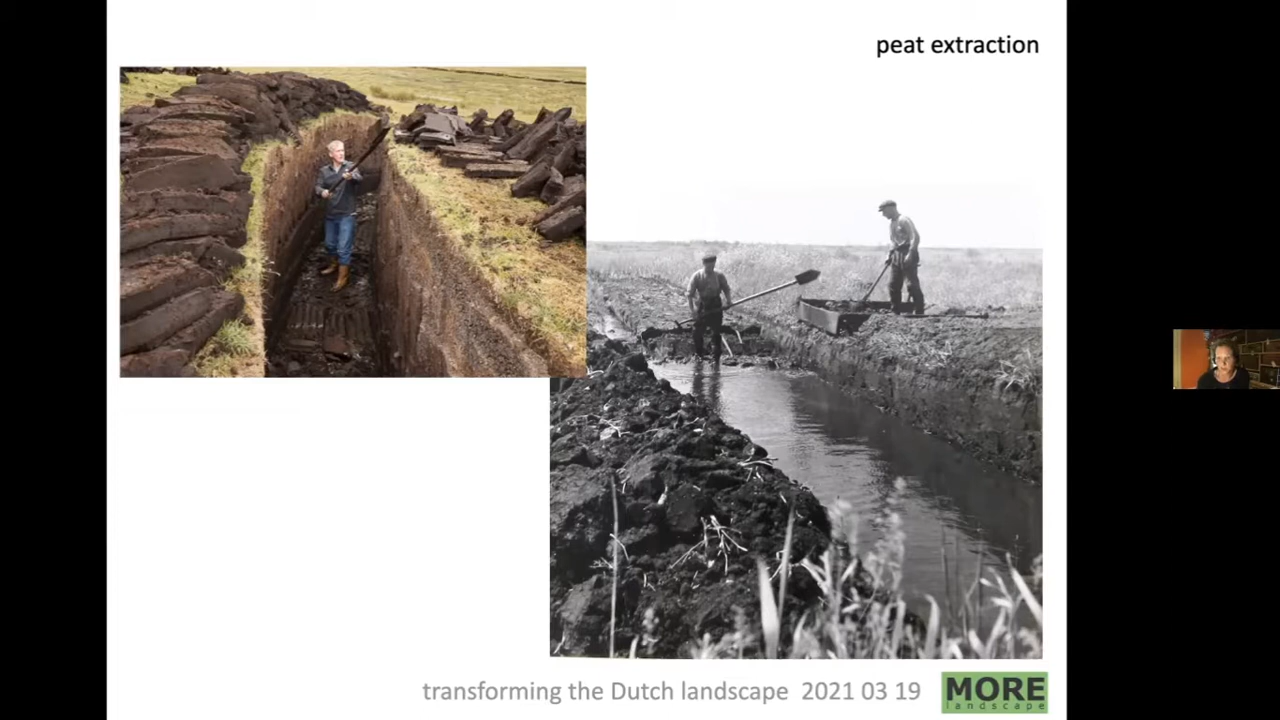 peat extraction
transforming the Dutch landscape 2021 03 19
MORE
landscape